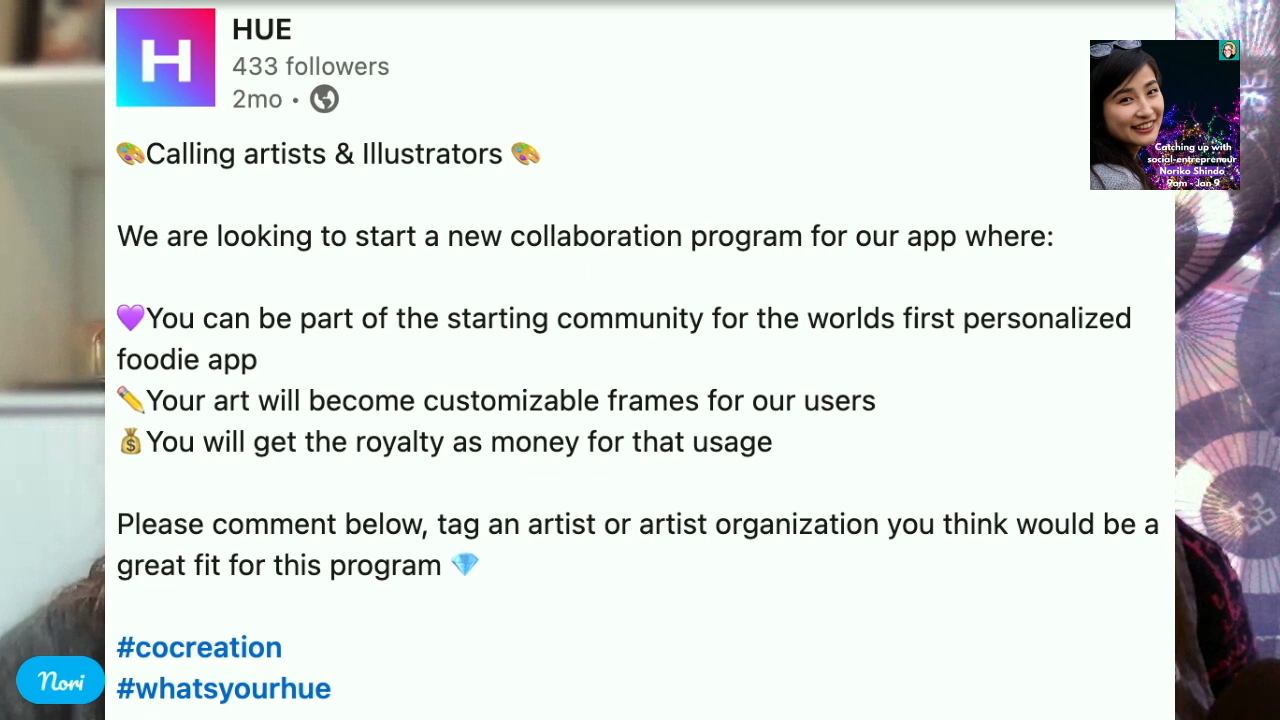 H
HUE
433 followers
2mo •
🎨Calling artists & Illustrators 🎨
We are looking to start a new collaboration program for our app where:
💜You can be part of the starting community for the worlds first personalized
foodie app
✏️Your art will become customizable frames for our users
💰You will get the royalty as money for that usage
Please comment below, tag an artist or artist organization you think would be a
great fit for this program 💎
#cocreation
#whatsyourhue
Catching up with
social-entrepreneur
Noriko Shindo
9am - Jan 9
Nori